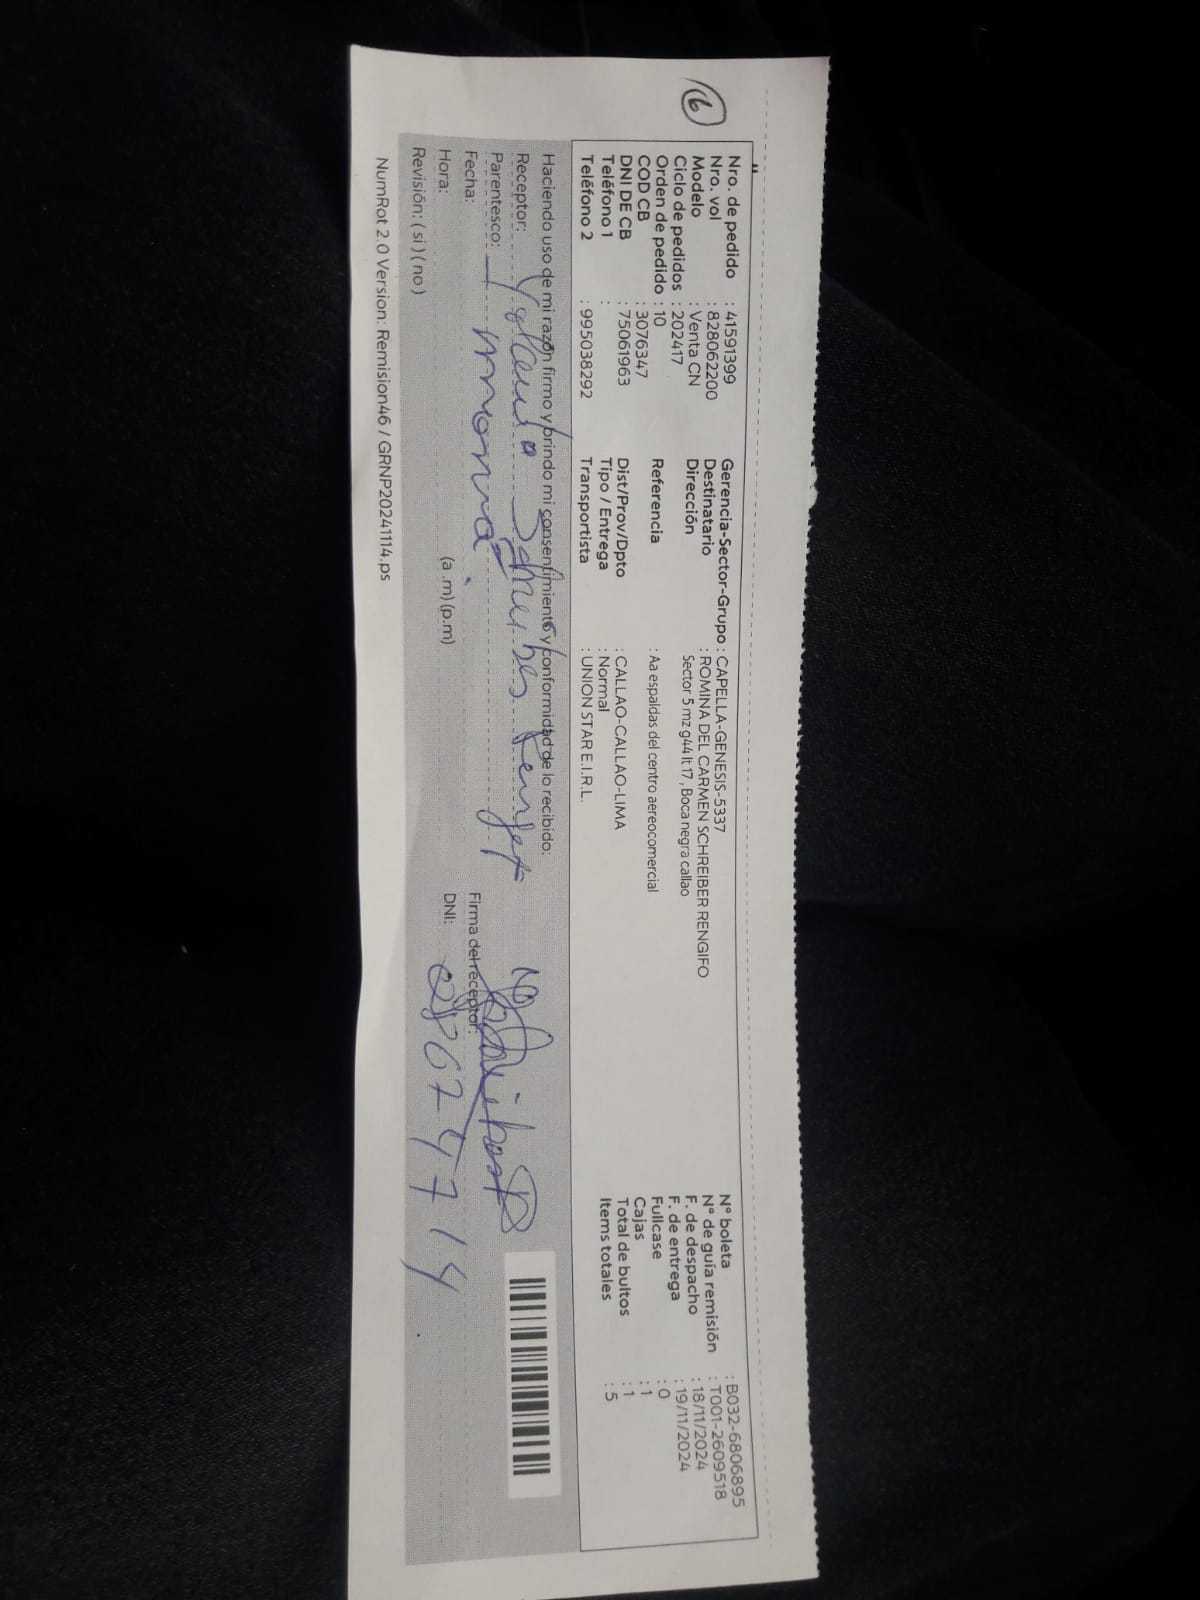 6
Nro. de pedido : 41591399
Nro. vol : 828062200
Modelo : Venta CN
Ciclo de pedidos : 202417
Orden de pedido : 10
COD CB : 3076347
DNI DE CB : 75061963
Teléfono 1 :
Teléfono 2 : 995038292
Gerencia-Sector-Grupo : CAPELLA-GENESIS-5337
Destinatario : ROMINA DEL CARMEN SCHREIBER RENGIFO
Dirección Sector 5 mz g44 lt 17 , Boca negra callao
Referencia : Aa espaldas del centro aereocomercial
Dist/Prov/Dpto : CALLAO-CALLAO-LIMA
Tipo / Entrega : Normal
Transportista : UNION STAR E.I.R.L.
N° boleta : B032-6806895
N° de guía remisión : T001-2609518
F. de despacho : 18/11/2024
F. de entrega : 19/11/2024
Fullcase : 0
Cajas : 1
Total de bultos : 1
Items totales : 5
Haciendo uso de mi razón firmo y brindo mi consentimiento y conformidad de lo recibido:
Receptor:
Parentesco:
Fecha:
Hora: (a .m) (p.m)
Revisión: ( si ) ( no )
Firma del receptor:
DNI:
NumRot 2.0 Version: Remision46 / GRNP20241114.ps